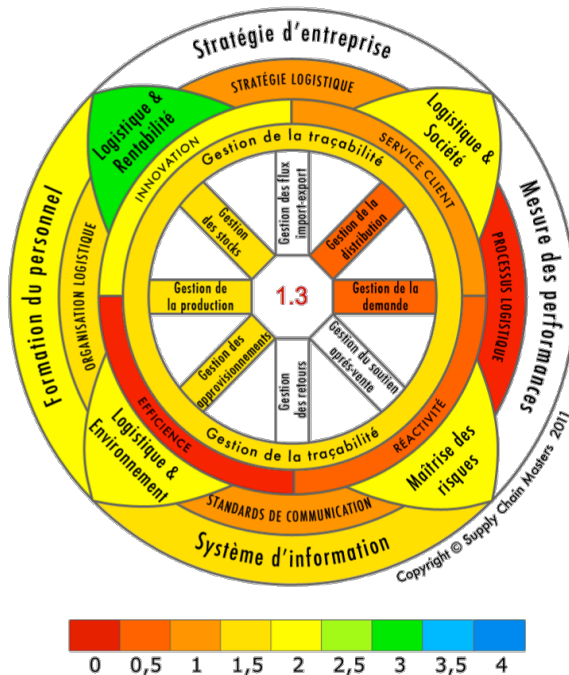 Stratégie d'entreprise
STRATÉGIE LOGISTIQUE
Logistique &
Rentabilité
Logistique &
Société
INNOVATION
SERVICE CLIENT
Gestion de la traçabilité
Formation du personnel
ORGANISATION LOGISTIQUE
Gestion
des stocks
Gestion des flux
import-export
Gestion de la
distribution
Mesure des performances
PROCESSUS LOGISTIQUE
Gestion de
la production
1.3
Gestion de la
demande
Gestion des
approvisionnements
Gestion
des retours
Gestion du soutien
aprés-vente
EFFICIENCE
RÉACTIVITÉ
Gestion de la traçabilité
Logistique &
Environnement
Maîtrise des
risques
STANDARDS DE COMMUNICATION
Système d'information
Copyright © Supply Chain Masters 2011
0 0,5 1 1,5 2 2,5 3 3,5 4